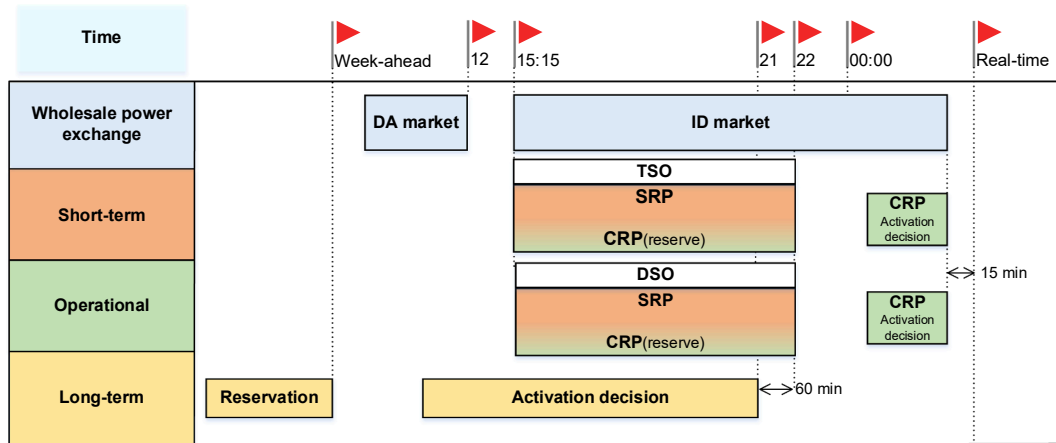 Time
Week-ahead
12
15:15
21
22
00:00
Real-time
Wholesale power
exchange
DA market
ID market
Short-term
TSO
SRP
CRP(reserve)
CRP
Activation
decision
15 min
Operational
DSO
SRP
CRP(reserve)
CRP
Activation
decision
Long-term
Reservation
Activation decision
60 min